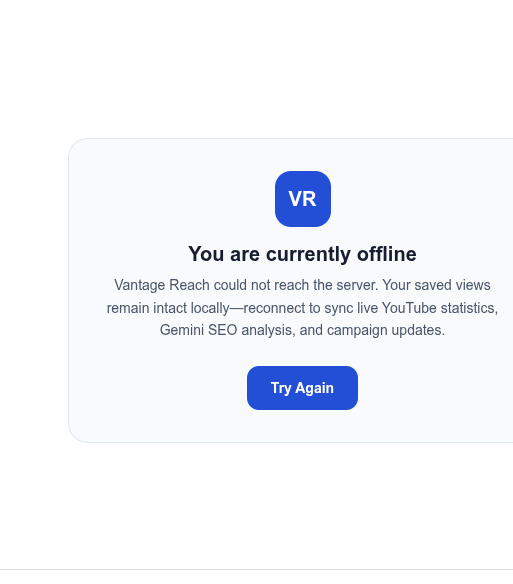 VR
You are currently offline
Vantage Reach could not reach the server. Your saved views
remain intact locally—reconnect to sync live YouTube statistics,
Gemini SEO analysis, and campaign updates.
Try Again